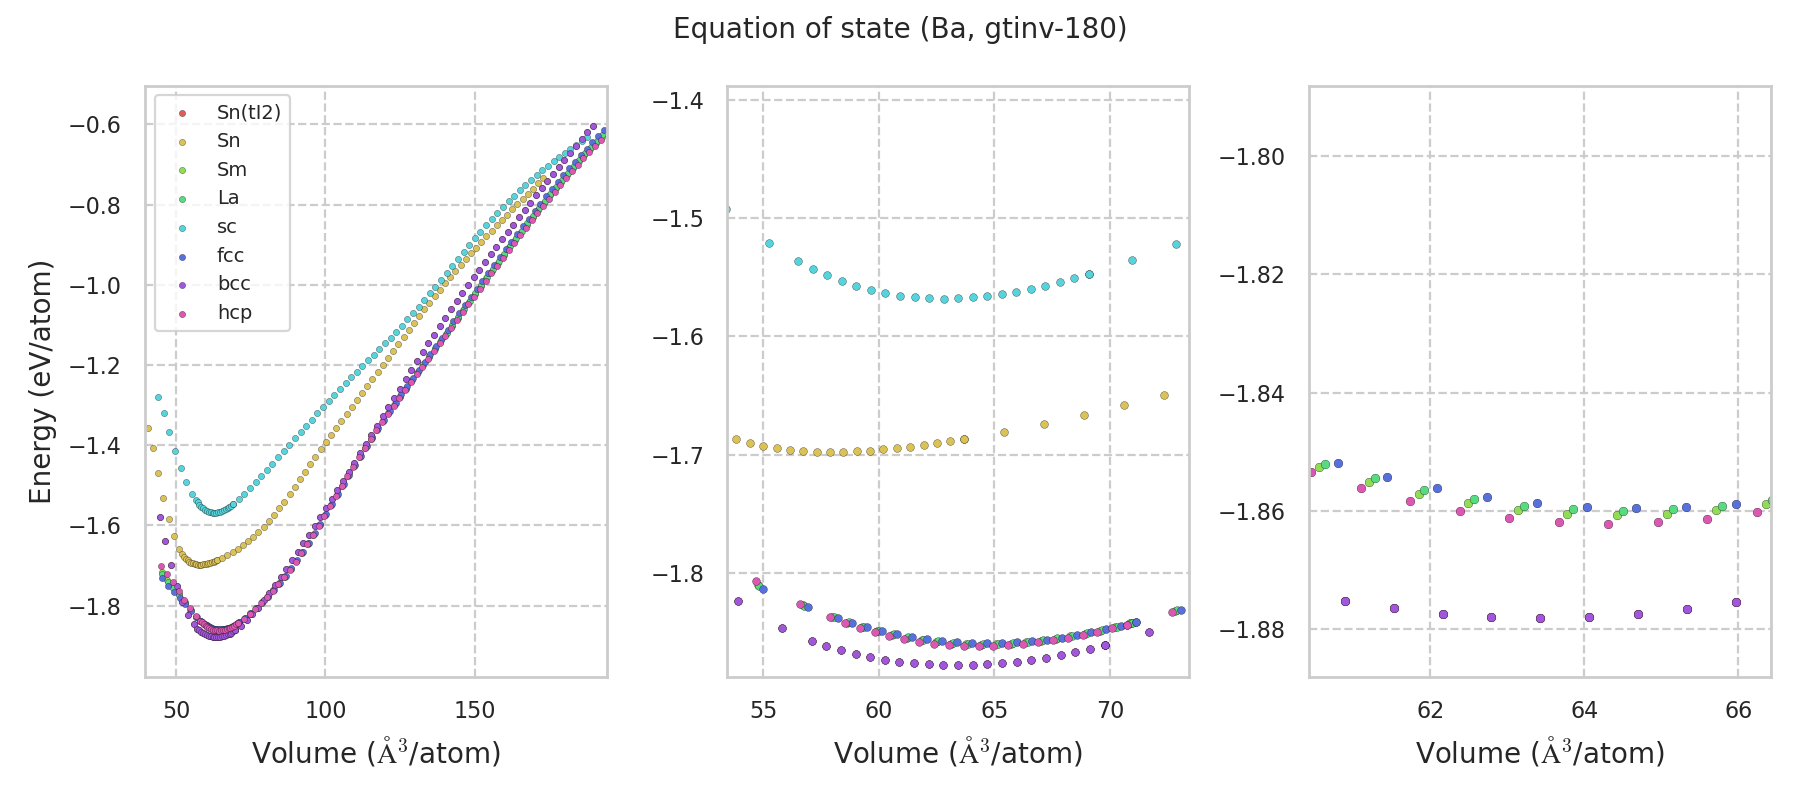 Equation of state (Ba, gtinv-180)
Energy (eV/atom)
−0.6
−0.8
−1.0
−1.2
−1.4
−1.6
−1.8
Sn(tI2)
Sn
Sm
La
sc
fcc
bcc
hcp
50 100 150
Volume (Å³/atom)
−1.4
−1.5
−1.6
−1.7
−1.8
55 60 65 70
Volume (Å³/atom)
−1.80
−1.82
−1.84
−1.86
−1.88
62 64 66
Volume (Å³/atom)